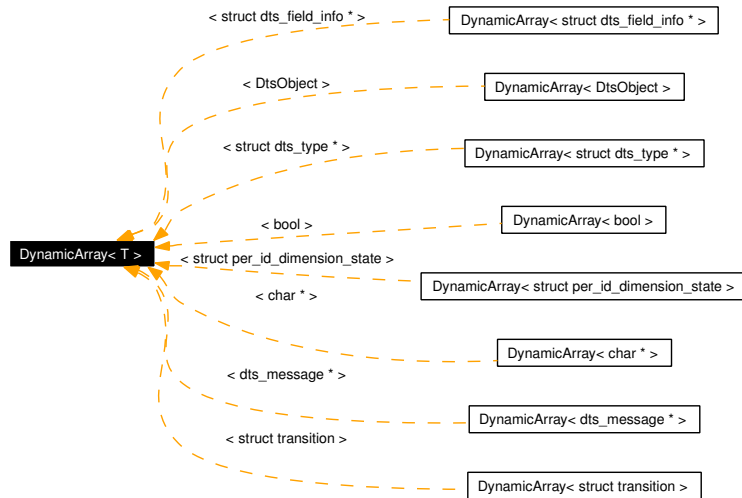 < struct dts_field_info * >
DynamicArray< struct dts_field_info * >
< DtsObject >
DynamicArray< DtsObject >
< struct dts_type * >
DynamicArray< struct dts_type * >
< bool >
DynamicArray< bool >
DynamicArray< T >
< struct per_id_dimension_state >
DynamicArray< struct per_id_dimension_state >
< char * >
DynamicArray< char * >
< dts_message * >
DynamicArray< dts_message * >
< struct transition >
DynamicArray< struct transition >